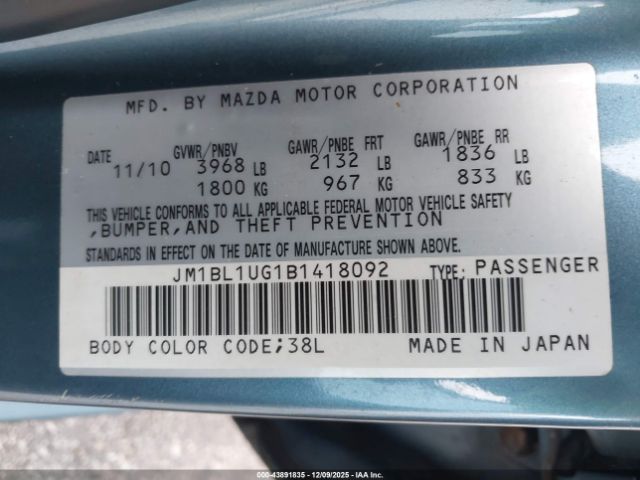 MFD. BY MAZDA MOTOR CORPORATION
DATE GVWR/PNBV GAWR/PNBE FRT GAWR/PNBE RR
11/10 3968 LB 2132 LB 1836 LB
1800 KG 967 KG 833 KG
THIS VEHICLE CONFORMS TO ALL APPLICABLE FEDERAL MOTOR VEHICLE SAFETY
,BUMPER,AND THEFT PREVENTION
STANDARDS IN EFFECT ON THE DATE OF MANUFACTURE SHOWN ABOVE.
JM1BL1UG1B1418092 TYPE: PASSENGER
BODY COLOR CODE;38L MADE IN JAPAN
000-43891835 12/09/2025 IAAI.COM